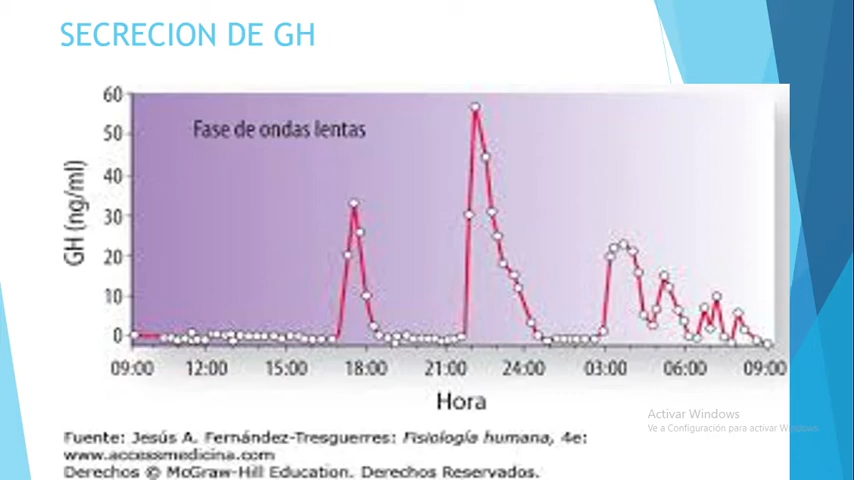 SECRECION DE GH
60
Fase de ondas lentas
50
40
30
20
10
0
GH (ng/ml)
09:00 12:00 15:00 18:00 21:00 24:00 03:00 06:00 09:00
Hora
Activar Windows
Ve a Configuración para activar Windows.
Fuente: Jesús A. Fernández-Tresguerres: Fisiología humana, 4e:
www.accessmedicina.com
Derechos © McGraw-Hill Education. Derechos Reservados.